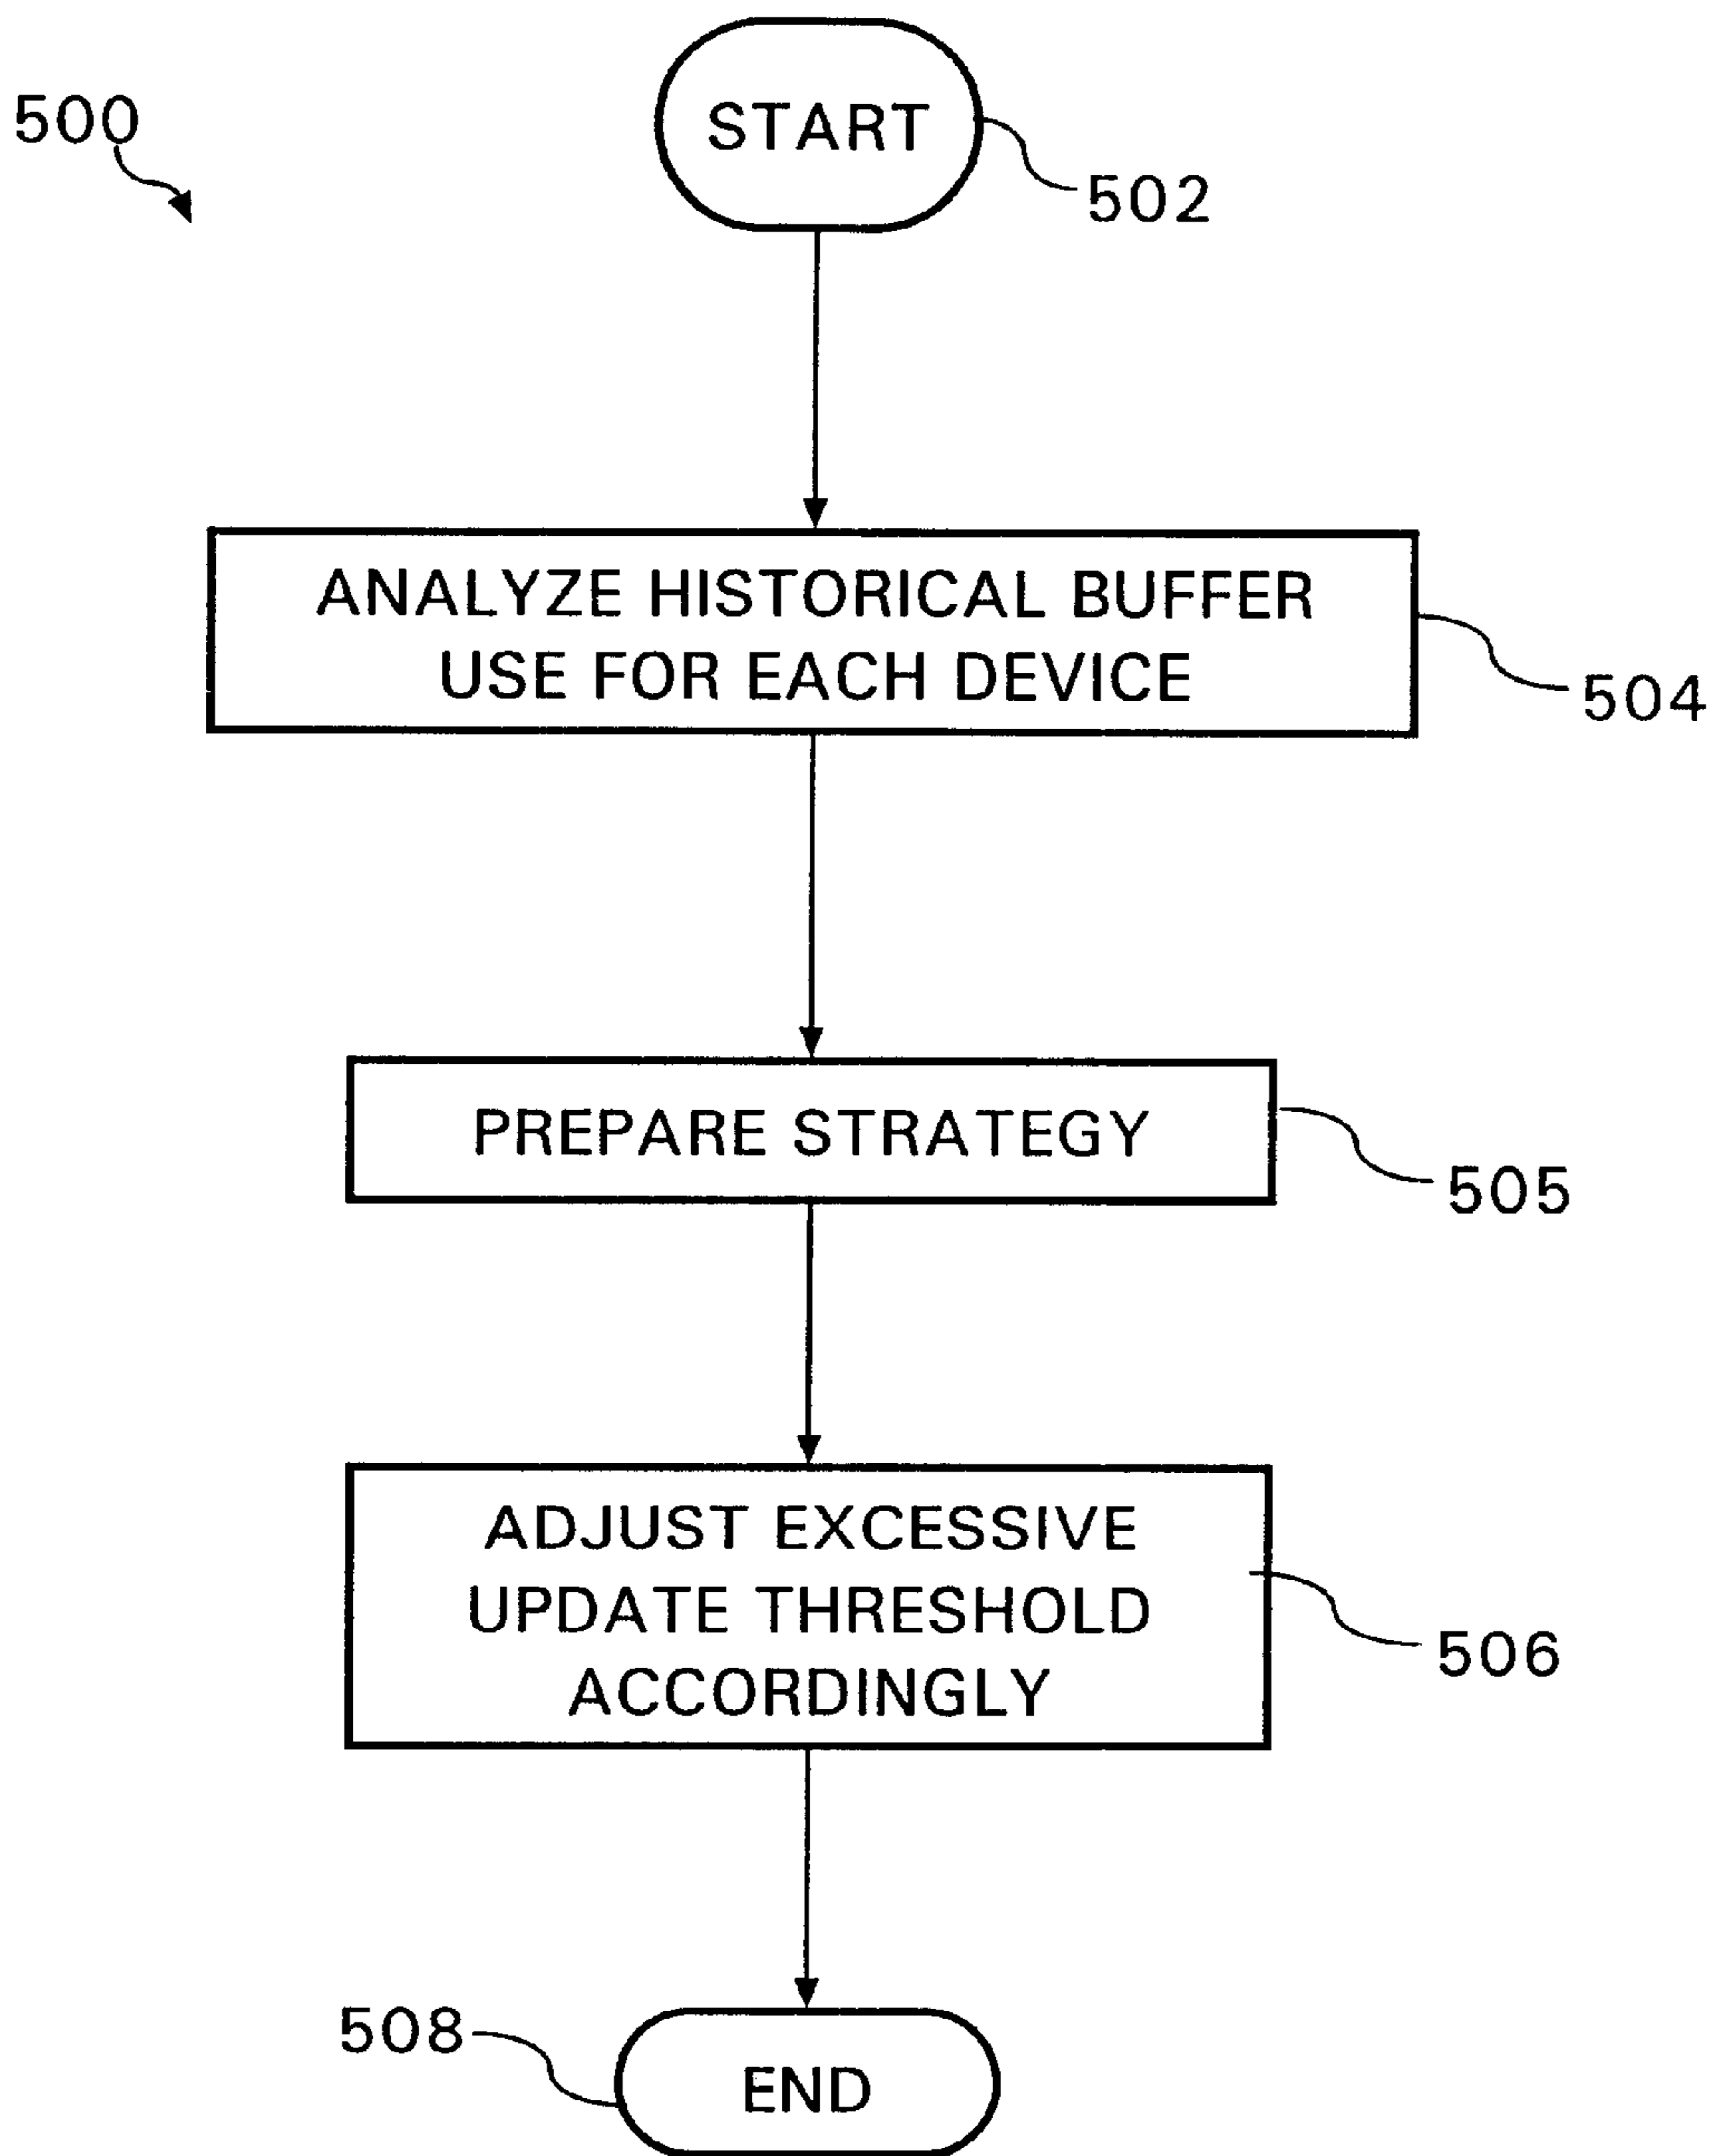 500
START
502
ANALYZE HISTORICAL BUFFER
USE FOR EACH DEVICE
504
PREPARE STRATEGY
505
ADJUST EXCESSIVE
UPDATE THRESHOLD
ACCORDINGLY
506
508
END